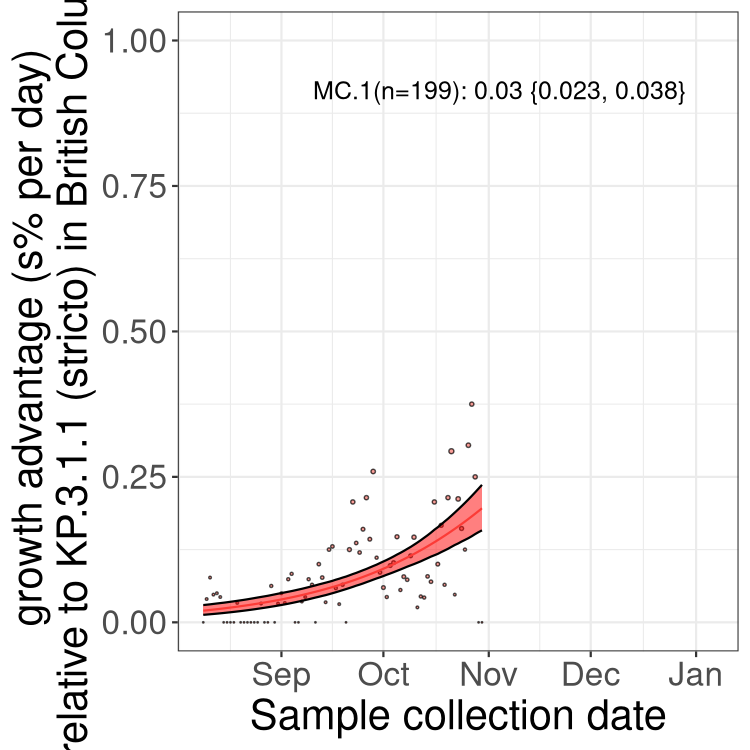 growth advantage (s% per day)
relative to KP.3.1.1 (stricto) in British Colu
1.00
0.75
0.50
0.25
0.00
MC.1(n=199): 0.03 {0.023, 0.038}
Sep Oct Nov Dec Jan
Sample collection date